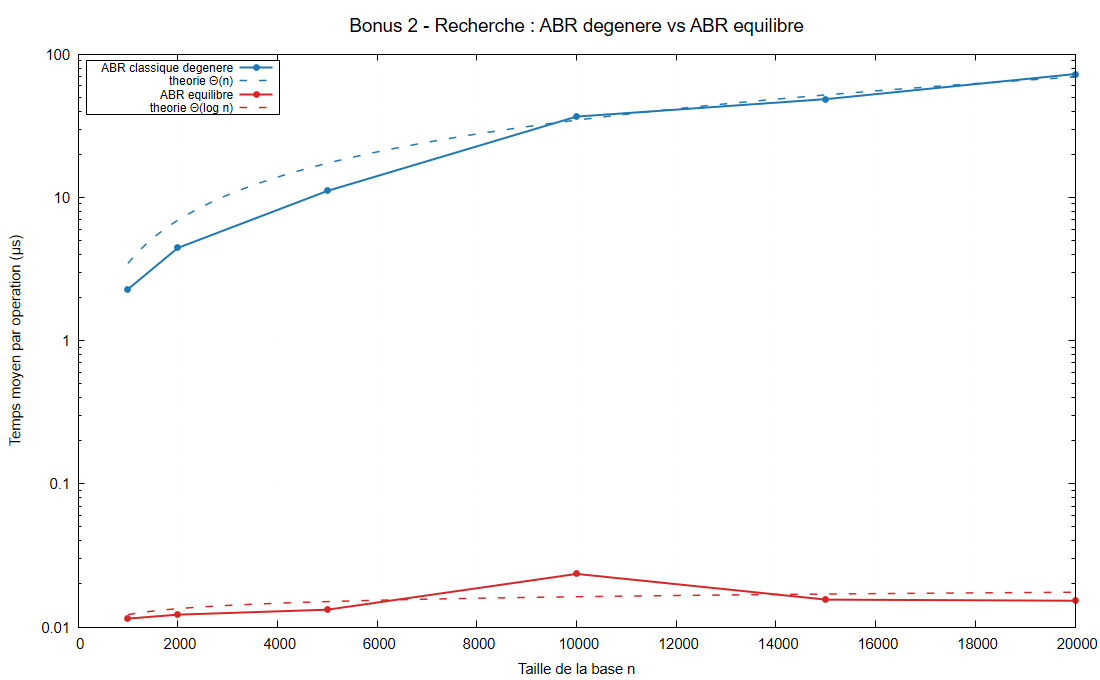 Bonus 2 - Recherche : ABR degenere vs ABR equilibre
ABR classique degenere
theorie Θ(n)
ABR equilibre
theorie Θ(log n)
100
10
1
0.1
0.01
Temps moyen par operation (µs)
0 2000 4000 6000 8000 10000 12000 14000 16000 18000 20000
Taille de la base n